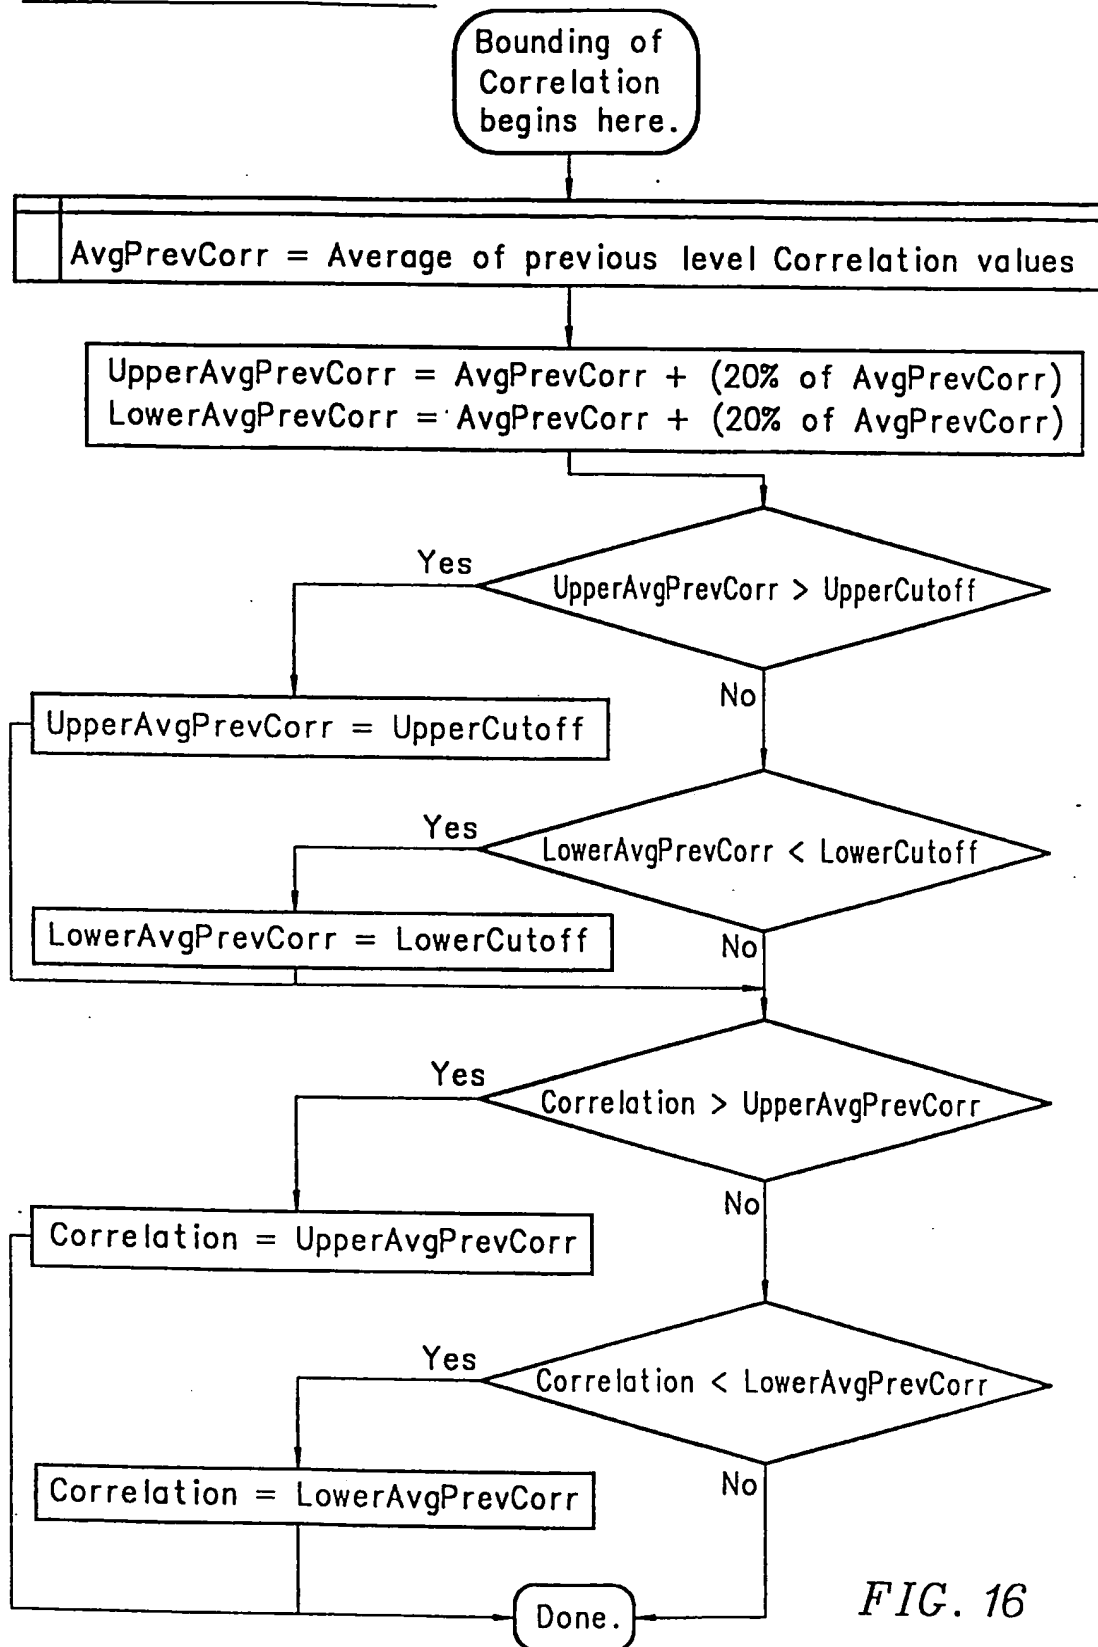 Bounding of
Correlation
begins here.
AvgPrevCorr = Average of previous level Correlation values
UpperAvgPrevCorr = AvgPrevCorr + (20% of AvgPrevCorr)
LowerAvgPrevCorr = AvgPrevCorr + (20% of AvgPrevCorr)
Yes
UpperAvgPrevCorr > UpperCutoff
No
UpperAvgPrevCorr = UpperCutoff
Yes
LowerAvgPrevCorr < LowerCutoff
LowerAvgPrevCorr = LowerCutoff
No
Yes
Correlation > UpperAvgPrevCorr
No
Correlation = UpperAvgPrevCorr
Yes
Correlation < LowerAvgPrevCorr
No
Correlation = LowerAvgPrevCorr
Done.
FIG. 16